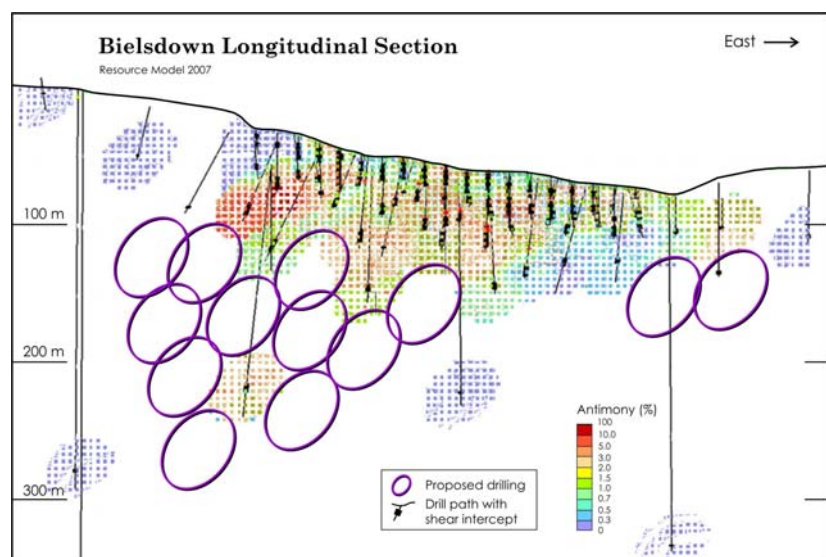 Bielsdown Longitudinal Section
East
Resource Model 2007
100 m
200 m
300 m
Antimony (%)
100
10.0
5.0
3.0
2.0
1.5
1.0
0.7
0.5
0.3
0
Proposed drilling
Drill path with
shear intercept